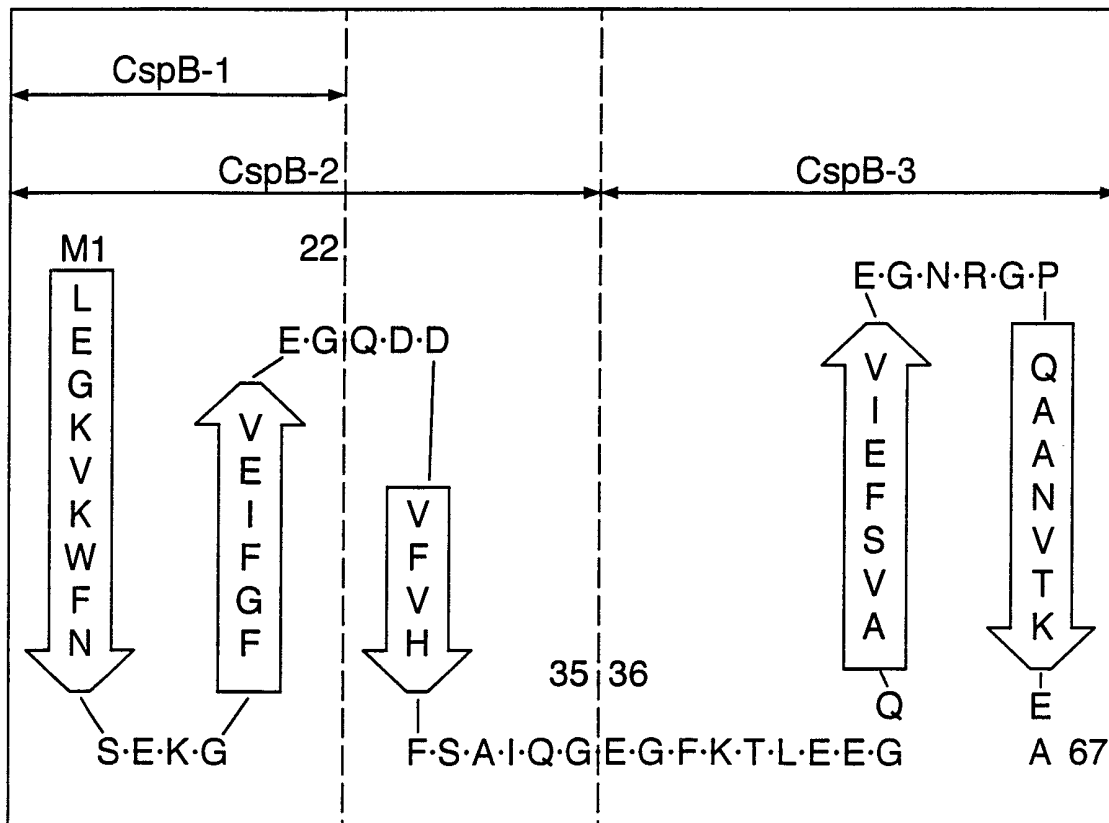 CspB-1
CspB-2
CspB-3
M1
L
E
G
K
V
K
W
F
N
S·E·K·G
V
E
I
F
G
F
22
E·G·Q·D·D
V
F
V
H
35 36
F·S·A·I·Q·G·E·G·F·K·T·L·E·E·G
Q
V
I
E
F
S
V
A
E·G·N·R·G·P
Q
A
A
N
V
T
K
E
A 67